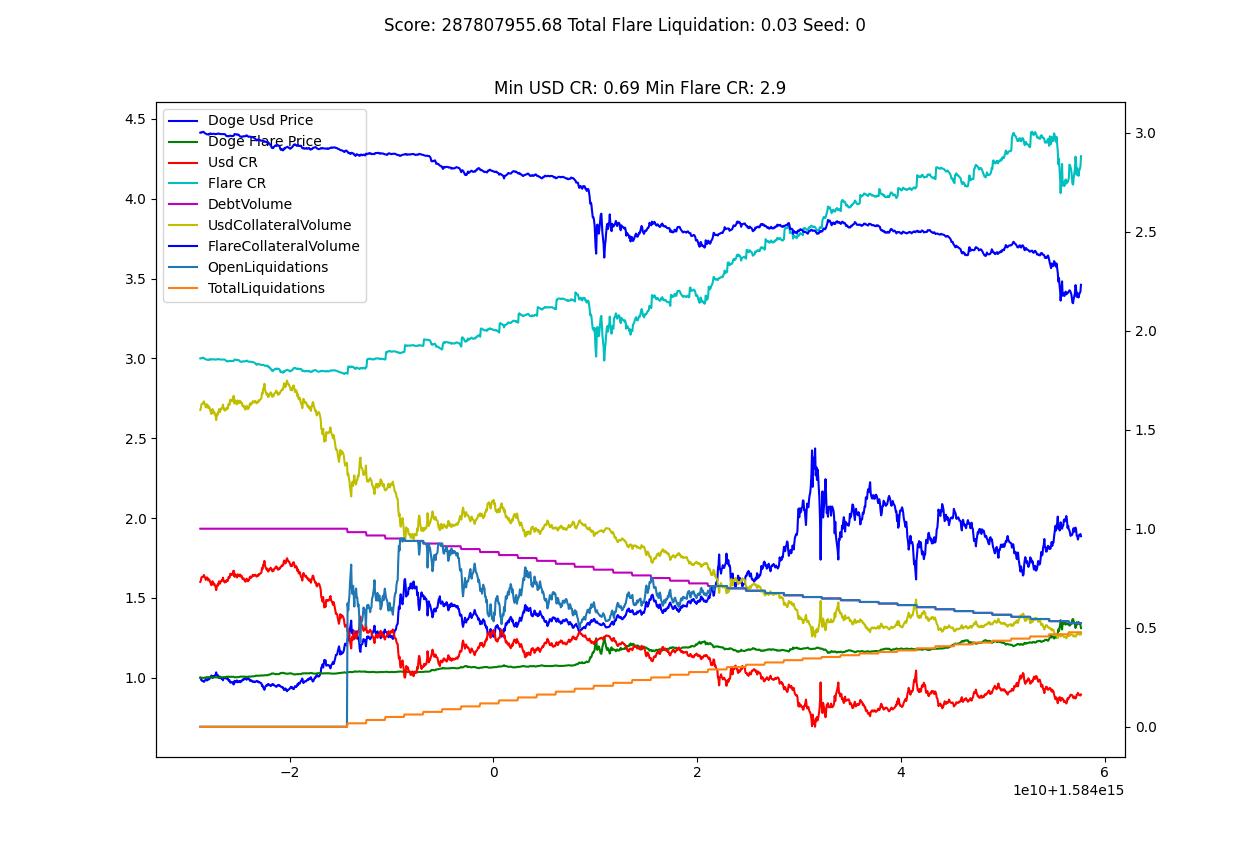 Score: 287807955.68 Total Flare Liquidation: 0.03 Seed: 0
Min USD CR: 0.69 Min Flare CR: 2.9
Doge Usd Price
Doge Flare Price
Usd CR
Flare CR
DebtVolume
UsdCollateralVolume
FlareCollateralVolume
OpenLiquidations
TotalLiquidations
4.5
4.0
3.5
3.0
2.5
2.0
1.5
1.0
3.0
2.5
2.0
1.5
1.0
0.5
0.0
−2
0
2
4
6
1e10+1.584e15